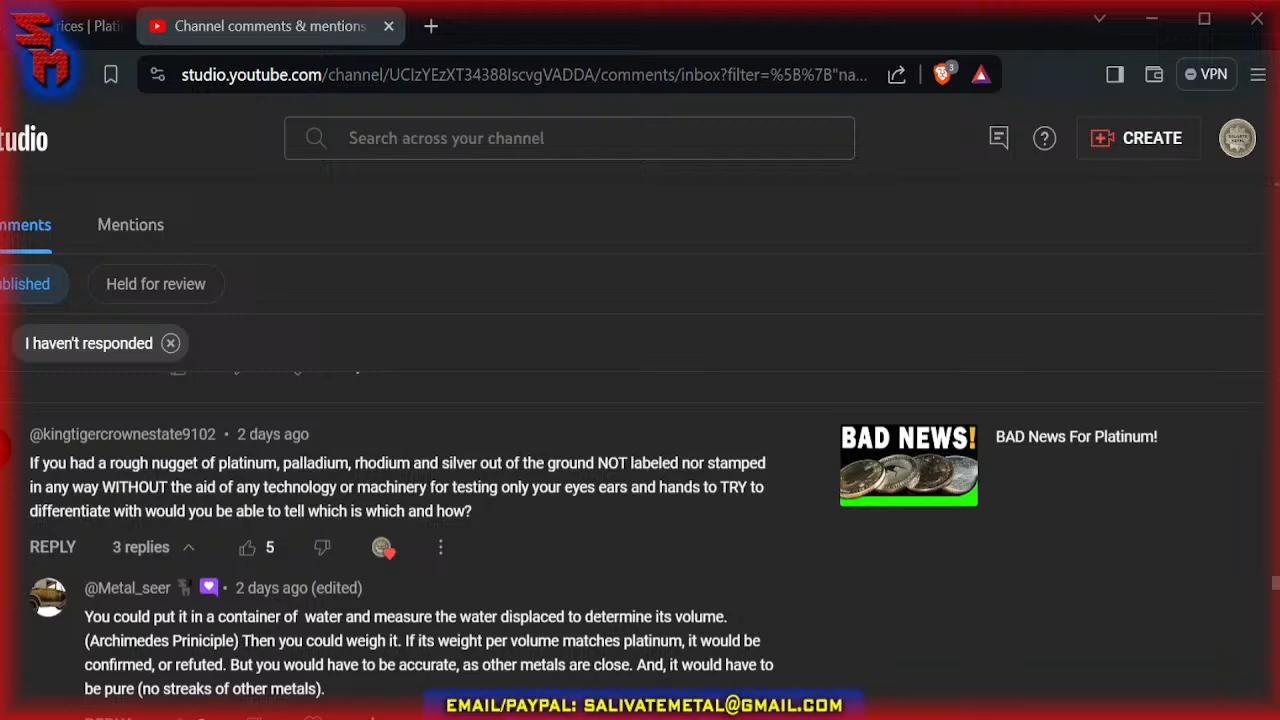 SM
rices | Plati
Channel comments & mentions
studio.youtube.com/channel/UCIzYEzXT34388IscvgVADDA/comments/inbox?filter=%5B%7B"na...
3
VPN
tudio
Search across your channel
CREATE
mments
Mentions
ublished
Held for review
I haven't responded
@kingtigercrownestate9102 • 2 days ago
If you had a rough nugget of platinum, palladium, rhodium and silver out of the ground NOT labeled nor stamped
in any way WITHOUT the aid of any technology or machinery for testing only your eyes ears and hands to TRY to
differentiate with would you be able to tell which is which and how?
BAD NEWS!
BAD News For Platinum!
REPLY
3 replies
5
@Metal_seer • 2 days ago (edited)
You could put it in a container of water and measure the water displaced to determine its volume.
(Archimedes Priniciple) Then you could weigh it. If its weight per volume matches platinum, it would be
confirmed, or refuted. But you would have to be accurate, as other metals are close. And, it would have to
be pure (no streaks of other metals).
EMAIL/PAYPAL: SALIVATEMETAL@GMAIL.COM